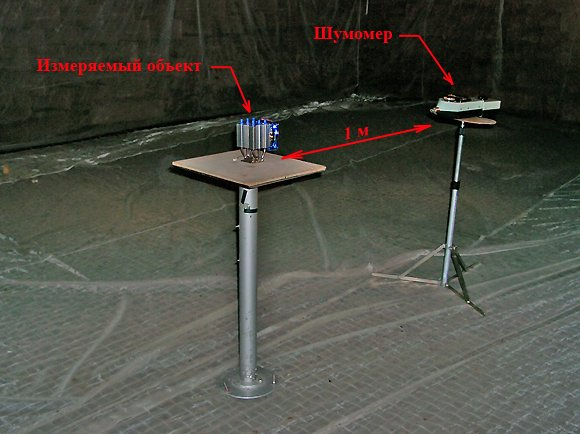 Шумомер
Измеряемый объект
1 м